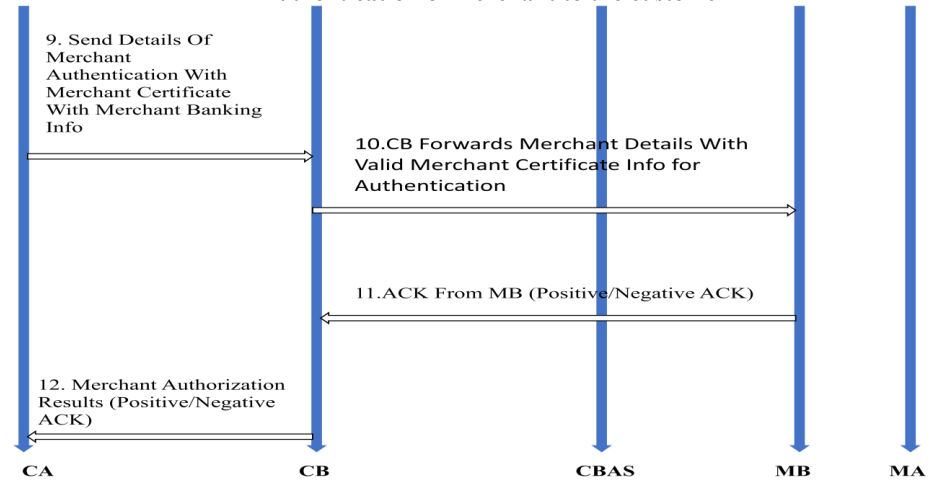 9. Send Details Of
Merchant
Authentication With
Merchant Certificate
With Merchant Banking
Info
10.CB Forwards Merchant Details With
Valid Merchant Certificate Info for
Authentication
11.ACK From MB (Positive/Negative ACK)
12. Merchant Authorization
Results (Positive/Negative
ACK)
CA CB CBAS MB MA